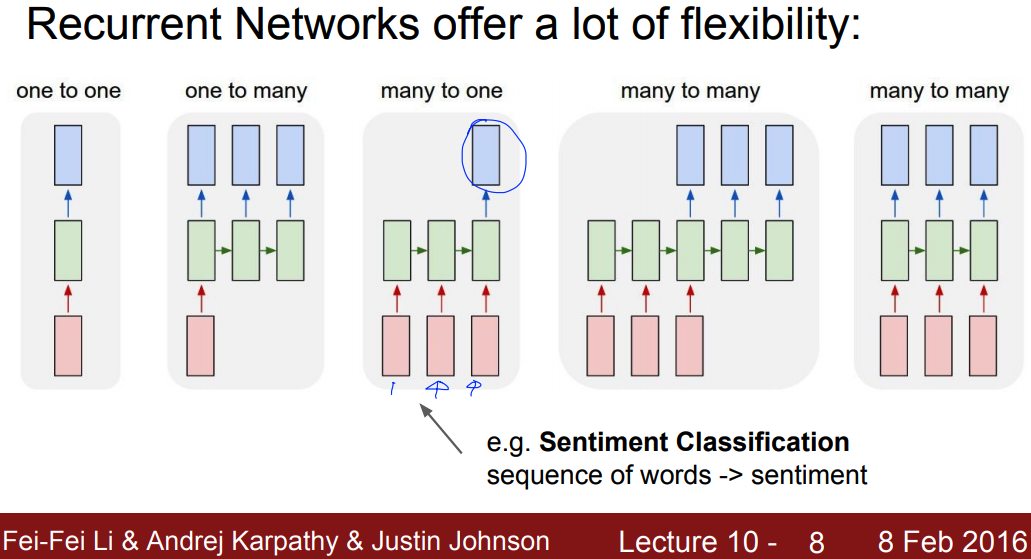 Recurrent Networks offer a lot of flexibility:
one to one
one to many
many to one
many to many
many to many
e.g. Sentiment Classification
sequence of words -> sentiment
Fei-Fei Li & Andrej Karpathy & Justin Johnson
Lecture 10 - 8
8 Feb 2016